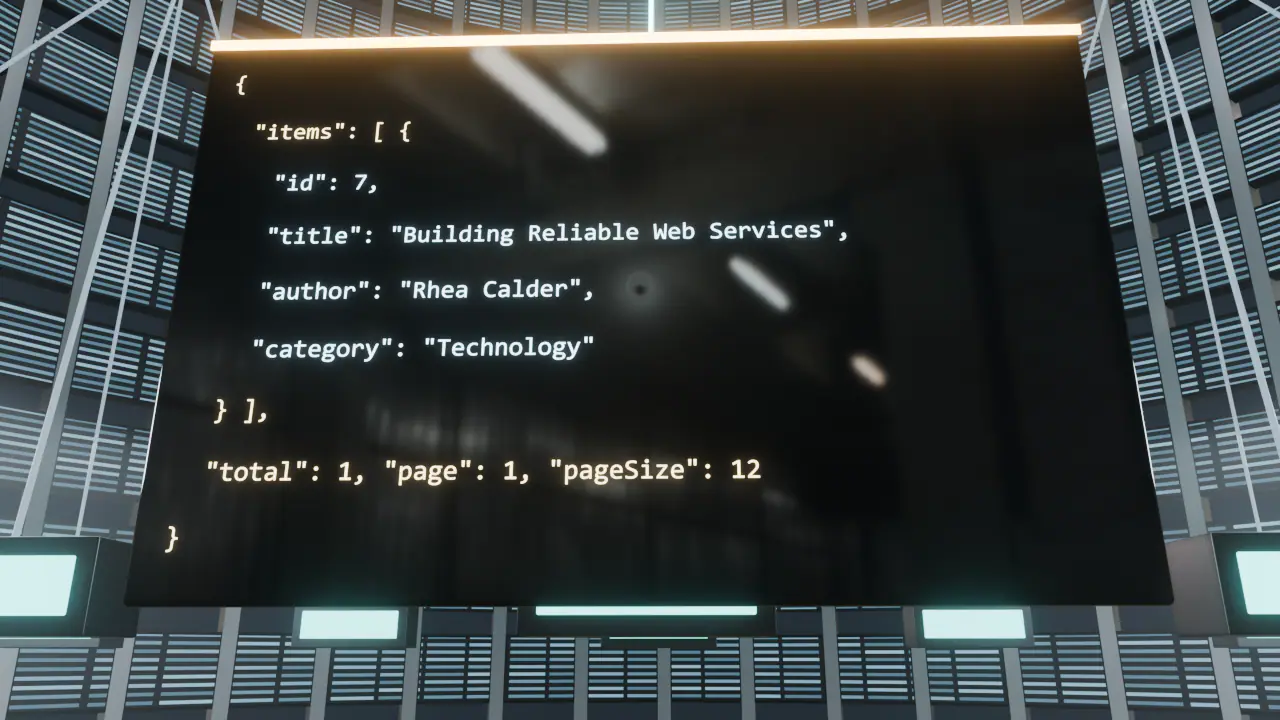 {
"items": [ {
"id": 7,
"title": "Building Reliable Web Services",
"author": "Rhea Calder",
"category": "Technology"
} ],
"total": 1, "page": 1, "pageSize": 12
}